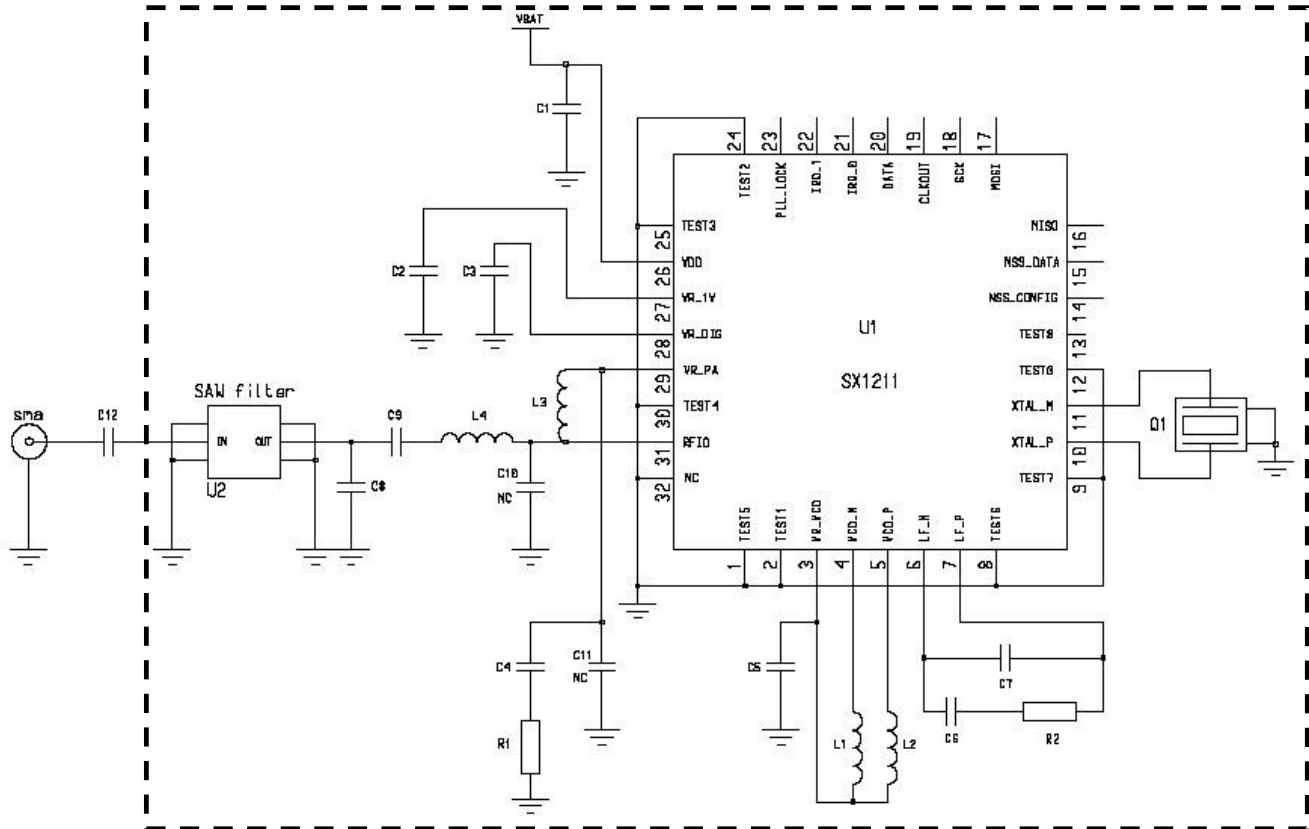 VBAT
C1
24 23 22 21 20 19 18 17
TEST2 PLL_LOCK IRQ_1 IRQ_0 DATA CLKOUT SCK MOSI
TEST3
25
VDD
26
VR_1V
27
VR_DIG
28
VR_PA
29
TEST4
30
RFIO
31
NC
32
MISO
16
NSS_DATA
15
NSS_CONFIG
14
TEST8
13
12
XTAL_M
11
XTAL_P
10
TEST7
9
U1
SX1211
TEST5 TEST1 VR_VCO VCO_M VCO_P LF_M LF_P
1 2 3 4 5 6 7 8
C2
C3
SAW filter
sma
C12
IN
OUT
U2
C8
C9
L4
L3
C10
NC
Q1
C4
C11
NC
R1
C5
L1
L2
C7
C6
R2